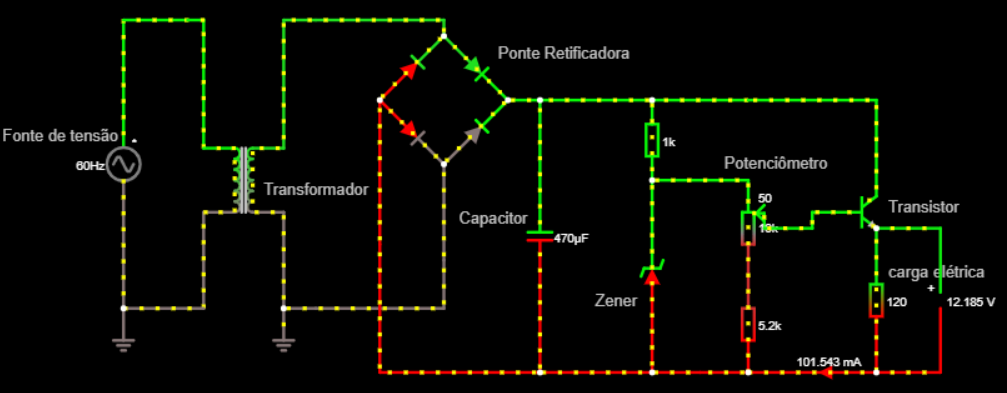 Ponte Retificadora
Fonte de tensão
60Hz
1k
Potenciômetro
Transformador
50
Transistor
Capacitor
18k
470µF
carga elétrica
+
Zener
120
12.185 V
5.2k
101.543 mA